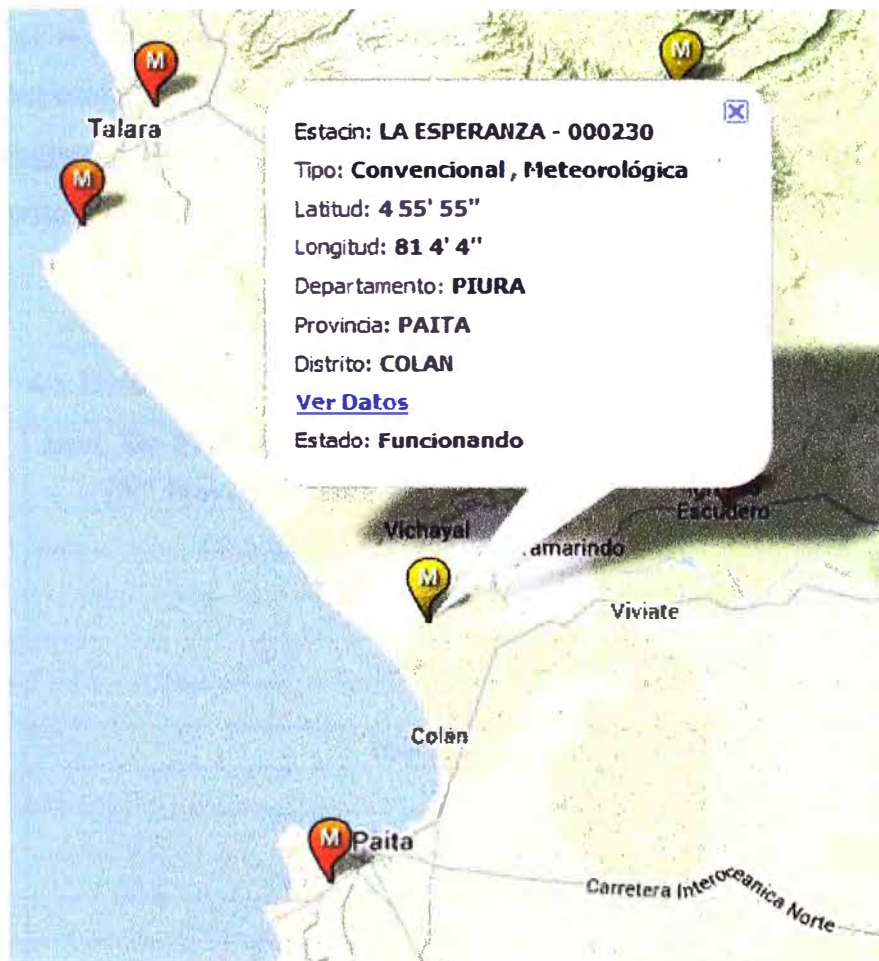 M
M
Talara
M
Estacin: LA ESPERANZA - 000230
Tipo: Convencional , Meteorológica
Latitud: 4 55' 55"
Longitud: 81 4' 4"
Departamento: PIURA
Provincia: PAITA
Distrito: COLAN
Ver Datos
Estado: Funcionando
Escudero
Vichayal
amarindo
M
Viviate
Colán
M
Paita
Carretera Interoceanica Norte